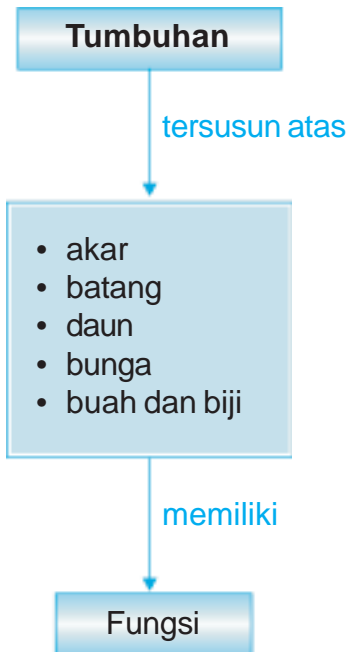 Tumbuhan
tersusun atas
• akar
• batang
• daun
• bunga
• buah dan biji
memiliki
Fungsi